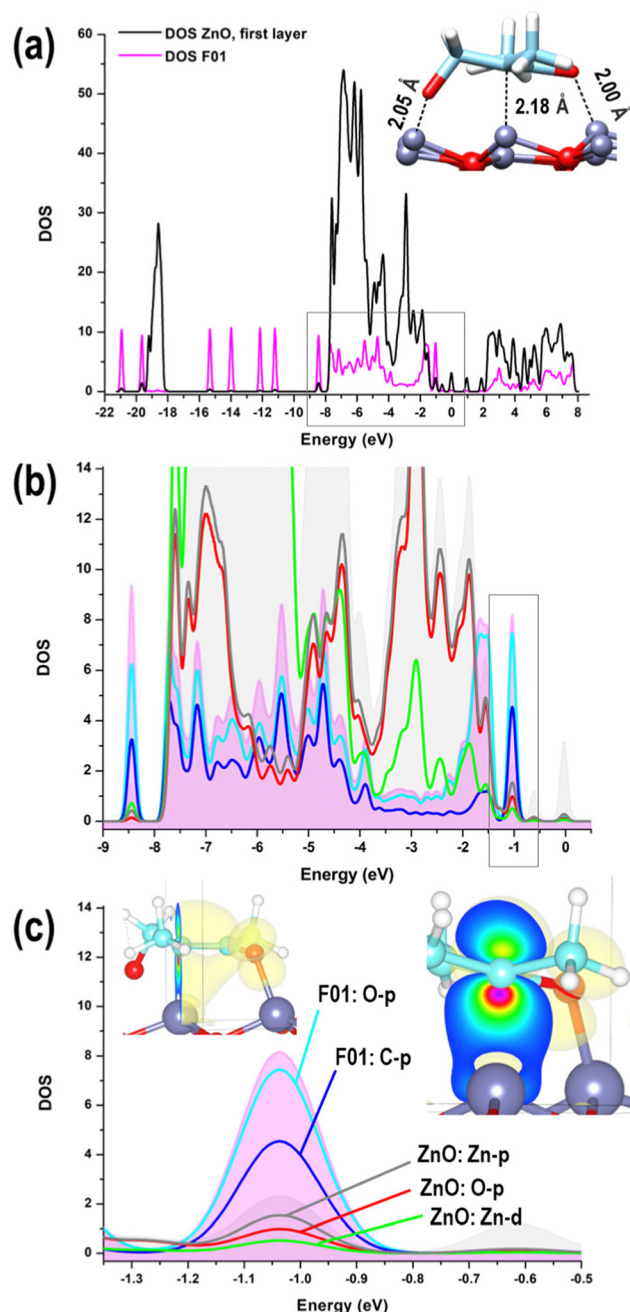 (a)
DOS ZnO, first layer
DOS F01
2.05 Å
2.18 Å
2.00 Å
60
50
40
30
20
10
0
DOS
-22 -20 -18 -16 -14 -12 -10 -8 -6 -4 -2 0 2 4 6 8
Energy (eV)
(b)
14
12
10
8
6
4
2
0
DOS
-9 -8 -7 -6 -5 -4 -3 -2 -1 0
Energy (eV)
(c)
14
12
10
8
6
4
2
0
DOS
F01: O-p
F01: C-p
ZnO: Zn-p
ZnO: O-p
ZnO: Zn-d
-1.3 -1.2 -1.1 -1.0 -0.9 -0.8 -0.7 -0.6 -0.5
Energy (eV)